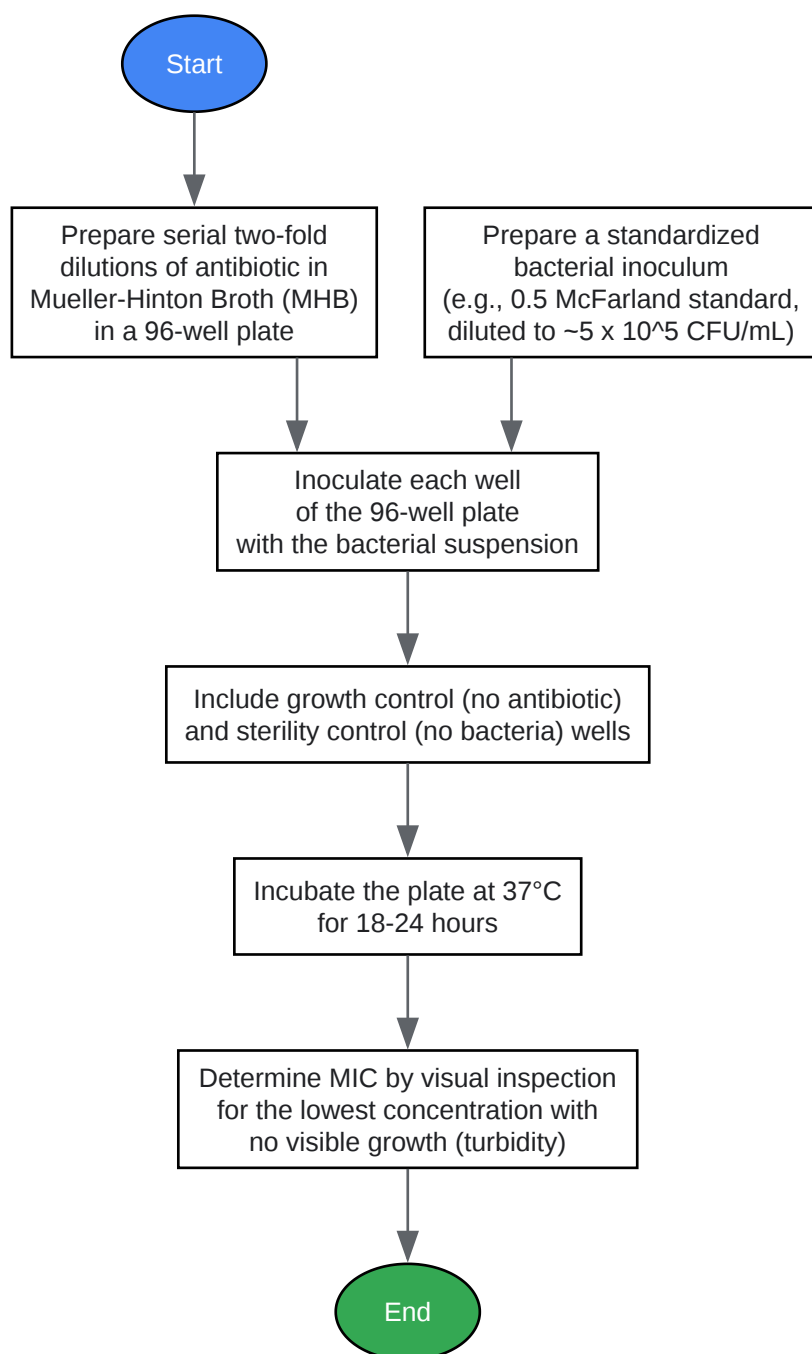 Start
Prepare serial two-fold
dilutions of antibiotic in
Mueller-Hinton Broth (MHB)
in a 96-well plate
Prepare a standardized
bacterial inoculum
(e.g., 0.5 McFarland standard,
diluted to ~5 x 10^5 CFU/mL)
Inoculate each well
of the 96-well plate
with the bacterial suspension
Include growth control (no antibiotic)
and sterility control (no bacteria) wells
Incubate the plate at 37°C
for 18-24 hours
Determine MIC by visual inspection
for the lowest concentration with
no visible growth (turbidity)
End